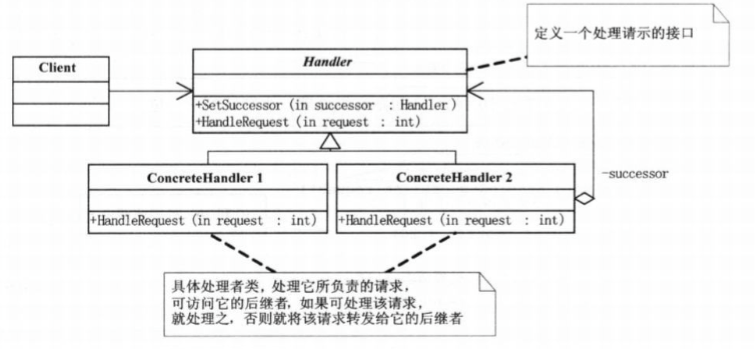 定义一个处理请示的接口
Client
Handler
+SetSuccessor (in successor : Handler)
+HandleRequest (in request : int)
ConcreteHandler 1
+HandleRequest (in request : int)
ConcreteHandler 2
+HandleRequest (in request : int)
-successor
具体处理者类，处理它所负责的请求，
可访问它的后继者，如果可处理该请求，
就处理之，否则就将该请求转发给它的后继者